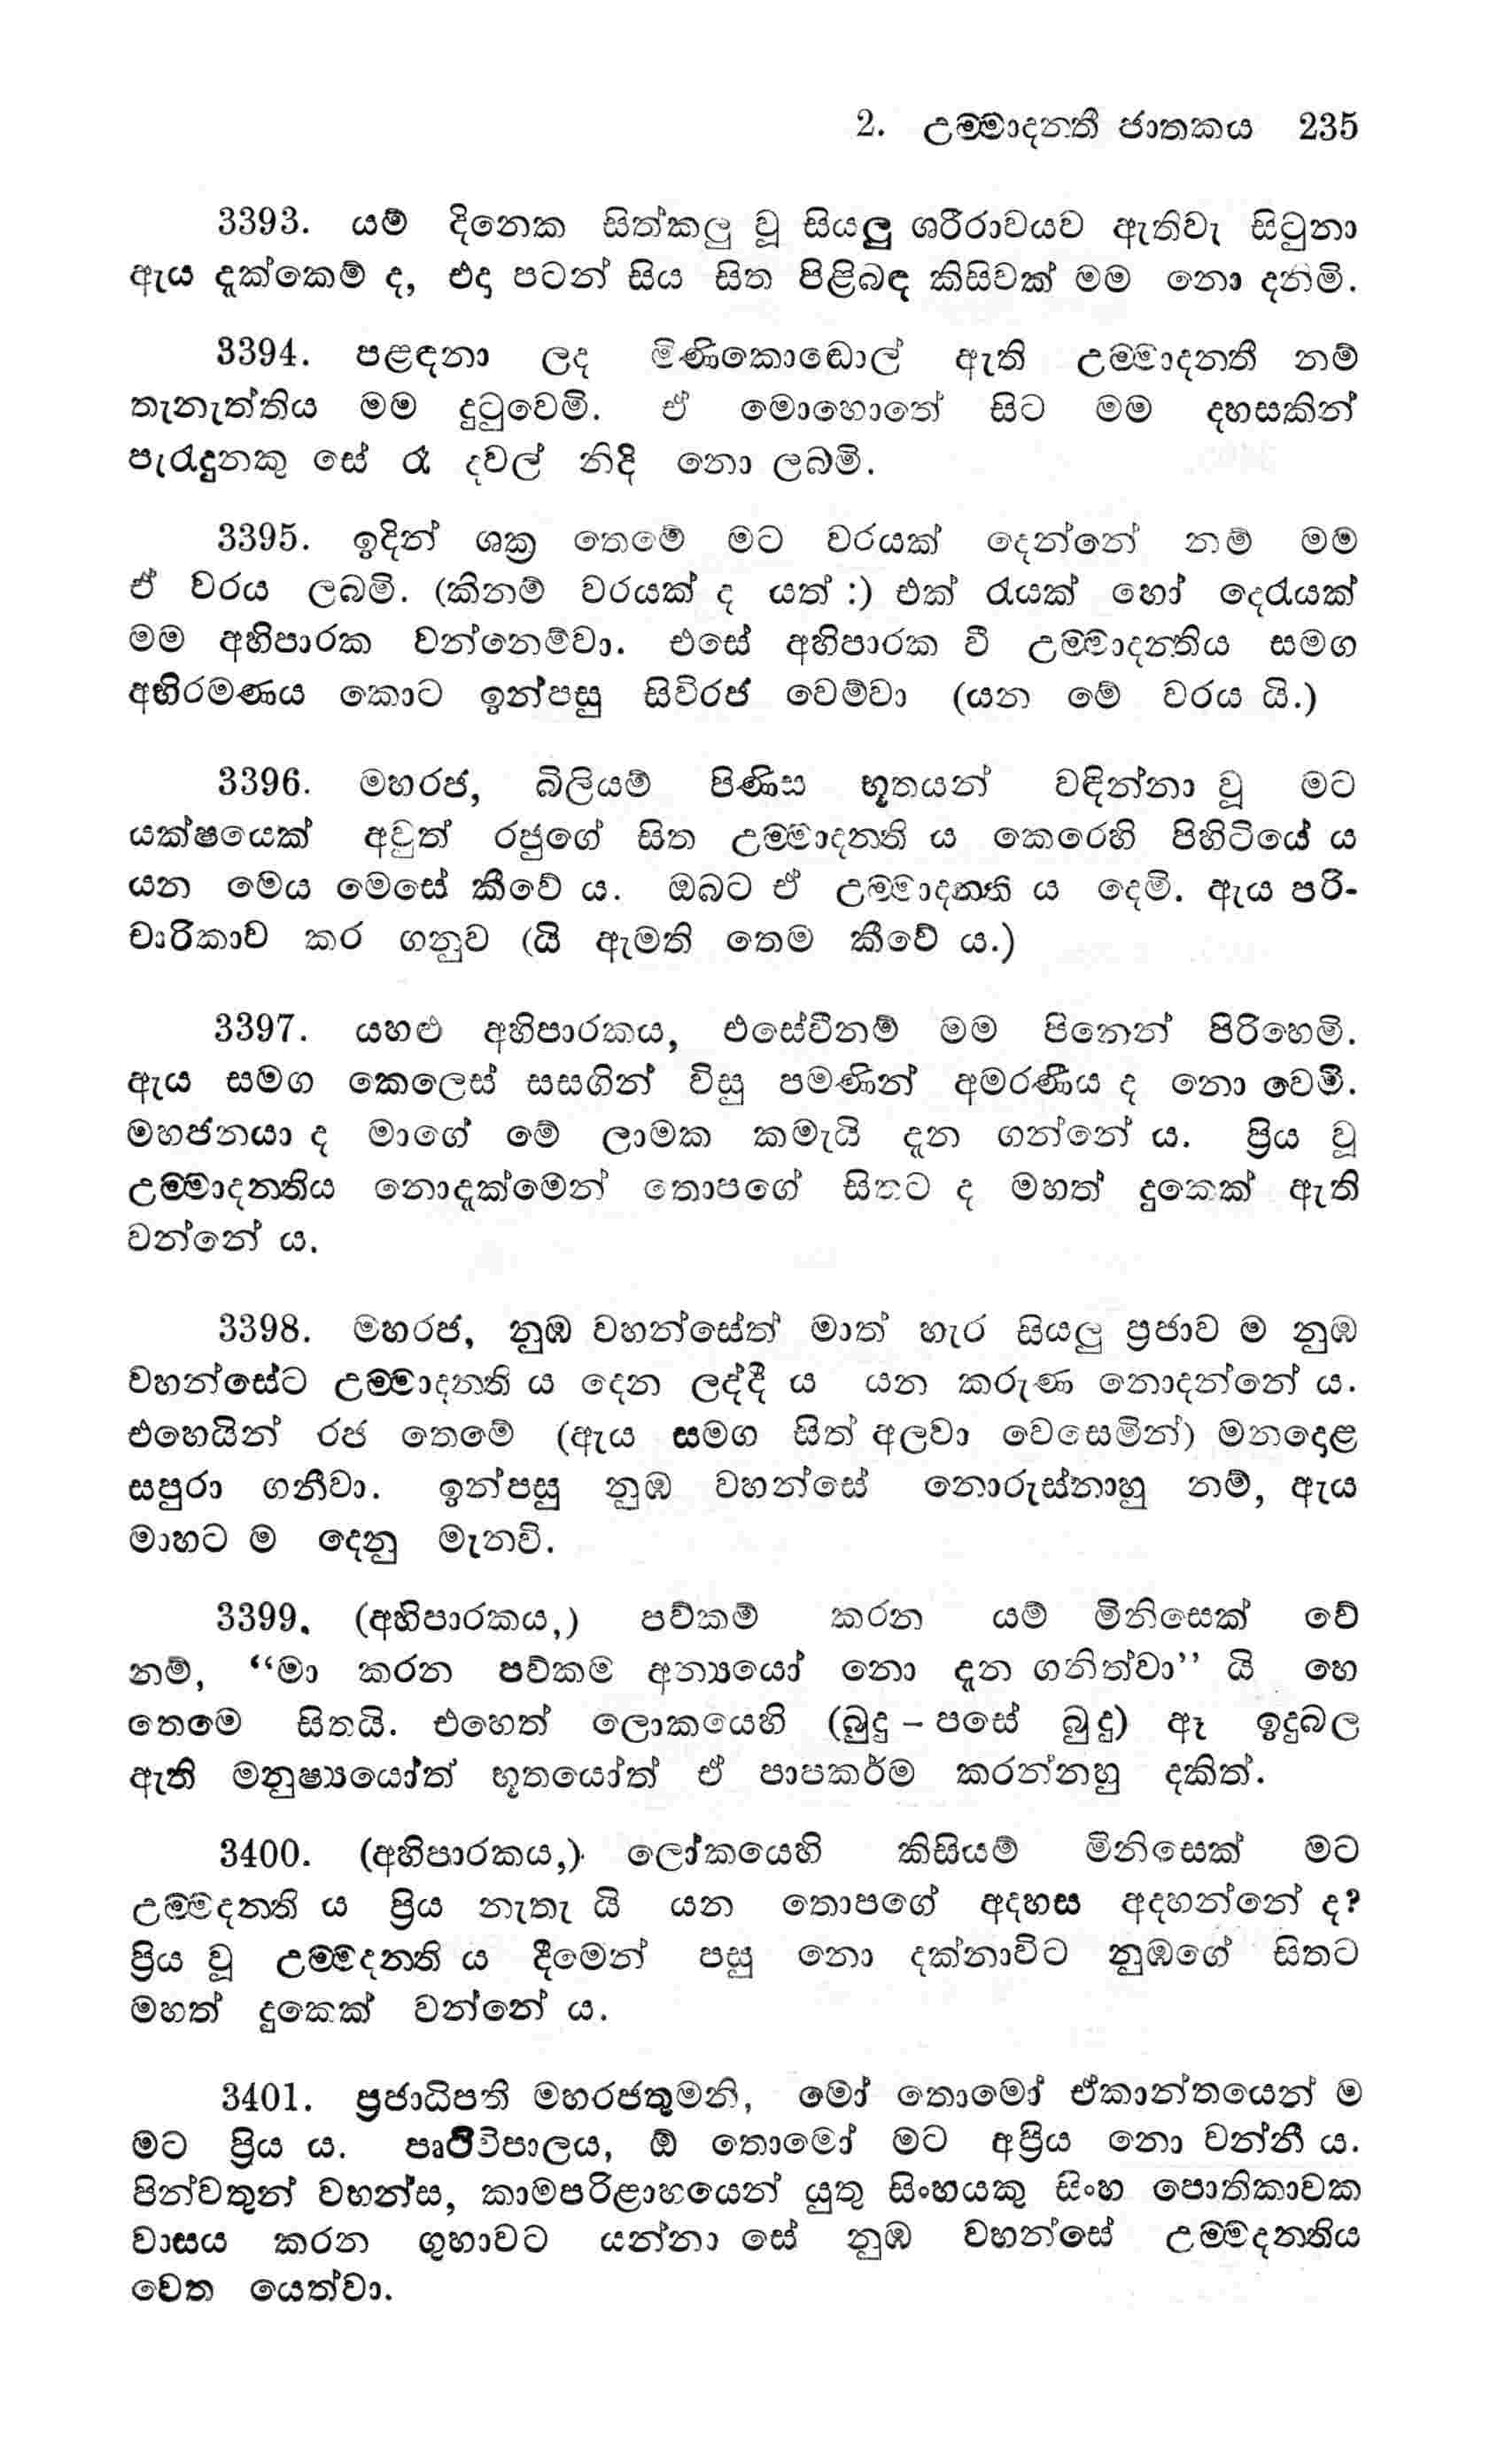 2. උම්මාදන්තී ජාතකය 235
3393. යම් දිනෙක සිත්කලු වූ සියලු ශරීරාවයව ඇතිවැ සිටුනා
ඇය දැක්කෙම් ද, එදා පටන් සිය සිත පිළිබඳ කිසිවක් මම නො දනිමි.
3394. පළඳනා ලද මිණිකොඬොල් ඇති උම්මාදන්තී නම්
තැනැත්තිය මම දුටුවෙමි. ඒ මොහොතේ සිට මම දහසකින්
පැරැදුනකු සේ රෑ දවල් නිදි නො ලබමි.
3395. ඉදින් ශක්‍ර තෙමේ මට වරයක් දෙන්නේ නම් මම
ඒ වරය ලබමි. (කිනම් වරයක් ද යත් :) එක් රැයක් හෝ දෙරැයක්
මම අහිපාරක වන්නෙම්වා. එසේ අහිපාරක වී උම්මාදන්තිය සමග
අභිරමණය කොට ඉන්පසු සිවිරජ වෙම්වා (යන මේ වරය යි.)
3396. මහරජ, බිලියම් පිණිස භූතයන් වඳින්නා වූ මට
යක්ෂයෙක් අවුත් රජුගේ සිත උම්මාදන්ති ය කෙරෙහි පිහිටියේ ය
යන මෙය මෙසේ කීවේ ය. ඔබට ඒ උම්මාදන්ති ය දෙමි. ඇය පරි-
චාරිකාව කර ගනුව (යි ඇමති තෙම කීවේ ය.)
3397. යහළු අහිපාරකය, එසේවීනම් මම පිනෙන් පිරිහෙමි.
ඇය සමග කෙලෙස් සසගින් විසු පමණින් අමරණීය ද නො වෙමි.
මහජනයා ද මාගේ මේ ලාමක කමැයි දැන ගන්නේ ය. ප්‍රිය වූ
උම්මාදන්තිය නොදැක්මෙන් තොපගේ සිතට ද මහත් දුකෙක් ඇති
වන්නේ ය.
3398. මහරජ, නුඹ වහන්සේත් මාත් හැර සියලු ප්‍රජාව ම නුඹ
වහන්සේට උම්මාදන්ති ය දෙන ලද්දී ය යන කරුණ නොදන්නේ ය.
එහෙයින් රජ තෙමේ (ඇය සමග සිත් අලවා වෙසෙමින්) මනදොළ
සපුරා ගනීවා. ඉන්පසු නුඹ වහන්සේ නොරුස්නාහු නම්, ඇය
මාහට ම දෙනු මැනවි.
3399. (අහිපාරකය,) පව්කම් කරන යම් මිනිසෙක් වේ
නම්, “මා කරන පව්කම අන්‍යයෝ නො දැන ගනිත්වා” යි හෙ
තෙමෙ සිතයි. එහෙත් ලොකයෙහි (බුදු – පසේ බුදු) ඈ ඉදුබල
ඇති මනුෂ්‍යයෝත් භූතයෝත් ඒ පාපකර්ම කරන්නහු දකිත්.
3400. (අහිපාරකය,) ලෝකයෙහි කිසියම් මිනිසෙක් මට
උම්මදන්ති ය ප්‍රිය නැතැ යි යන තොපගේ අදහස අදහන්නේ ද?
ප්‍රිය වූ උම්මදන්ති ය දීමෙන් පසු නො දක්නාවිට නුඹගේ සිතට
මහත් දුකෙක් වන්නේ ය.
3401. ප්‍රජාධිපති මහරජතුමනි, මෝ තොමෝ ඒකාන්තයෙන් ම
මට ප්‍රිය ය. පෘථිවිපාලය, ඕ තොමෝ මට අප්‍රිය නො වන්නී ය.
පින්වතුන් වහන්ස, කාමපරිළාහයෙන් යුතු සිංහයකු සිංහ පොතිකාවක
වාසය කරන ගුහාවට යන්නා සේ නුඹ වහන්සේ උම්මදන්තිය
වෙත යෙත්වා.